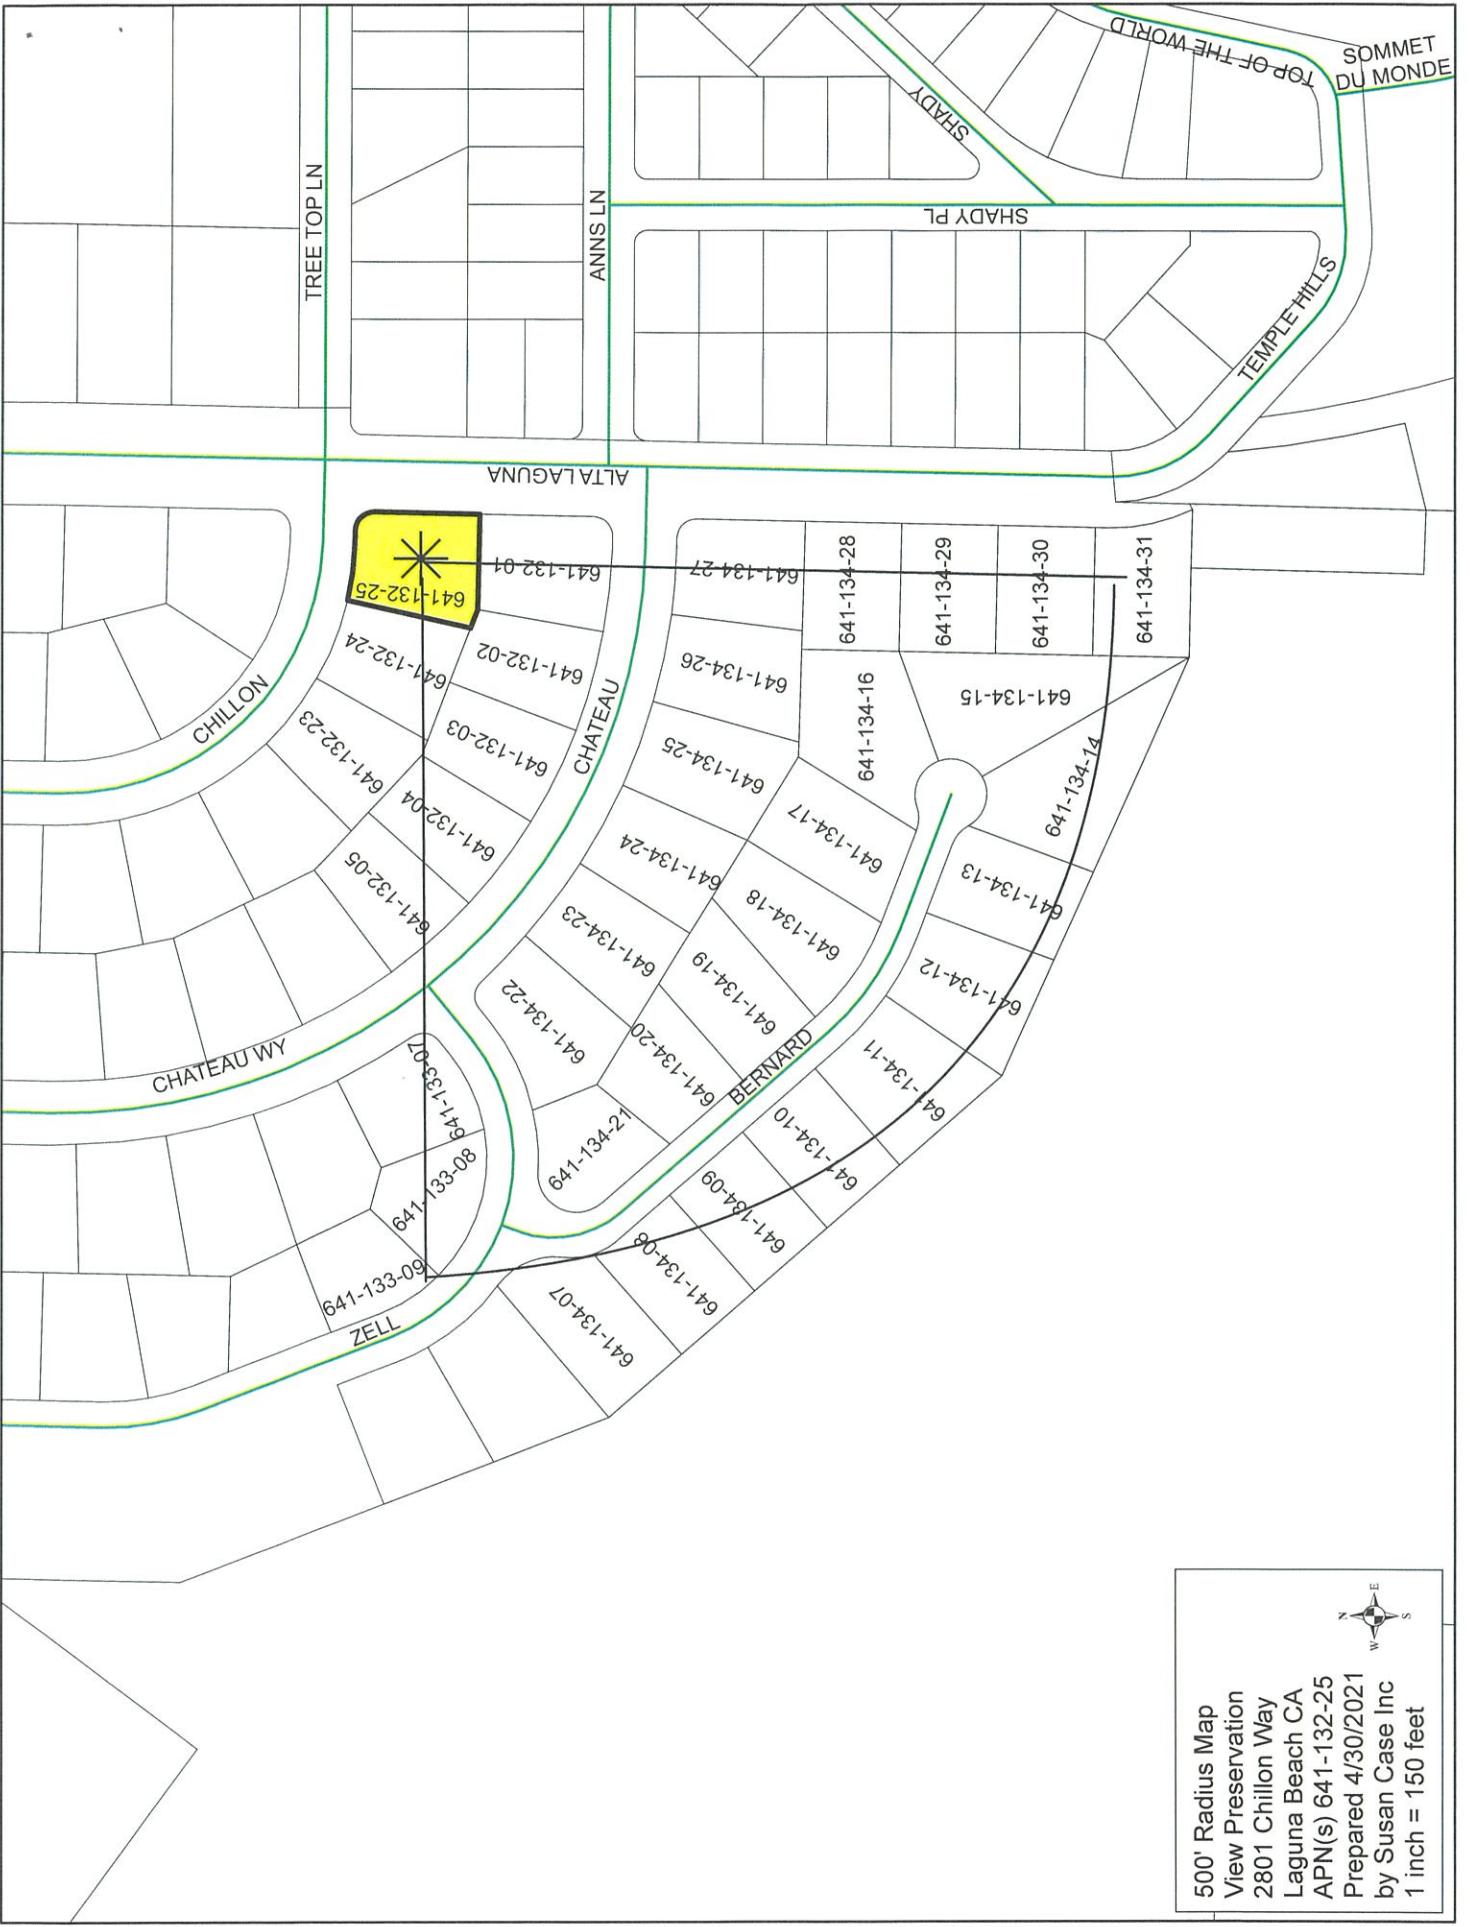 TOP OF THE WORLD
SOMMET
DU MONDE
SHADY
TREE TOP LN
ANNS LN
SHADY PL
TEMPLE HILLS
ALTA LAGUNA
641-132-25
641-132-01
641-134-27
641-134-28
641-134-29
641-134-30
641-134-31
641-132-24
641-132-02
641-134-26
641-134-16
641-134-15
CHILLON
641-132-23
641-132-03
CHATEAU
641-134-25
641-134-14
641-132-04
641-134-17
641-132-05
641-134-24
641-134-18
641-134-13
641-134-23
641-134-19
641-134-12
641-134-22
641-134-20
BERNARD
641-134-11
CHATEAU WY
641-133-07
641-134-21
641-134-10
641-133-08
641-134-09
641-133-09
641-134-08
641-134-07
ZELL
500' Radius Map
View Preservation
2801 Chillon Way
Laguna Beach CA
APN(s) 641-132-25
Prepared 4/30/2021
by Susan Case Inc
1 inch = 150 feet
N
W
E
S